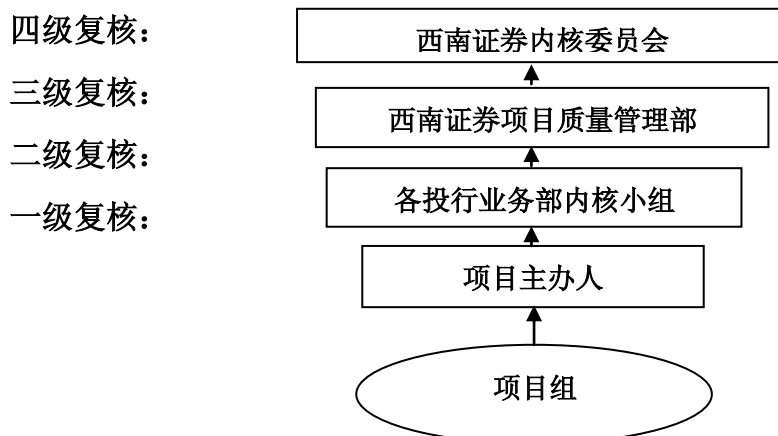 四级复核：
西南证券内核委员会
三级复核：
西南证券项目质量管理部
二级复核：
各投行业务部内核小组
一级复核：
项目主办人
项目组